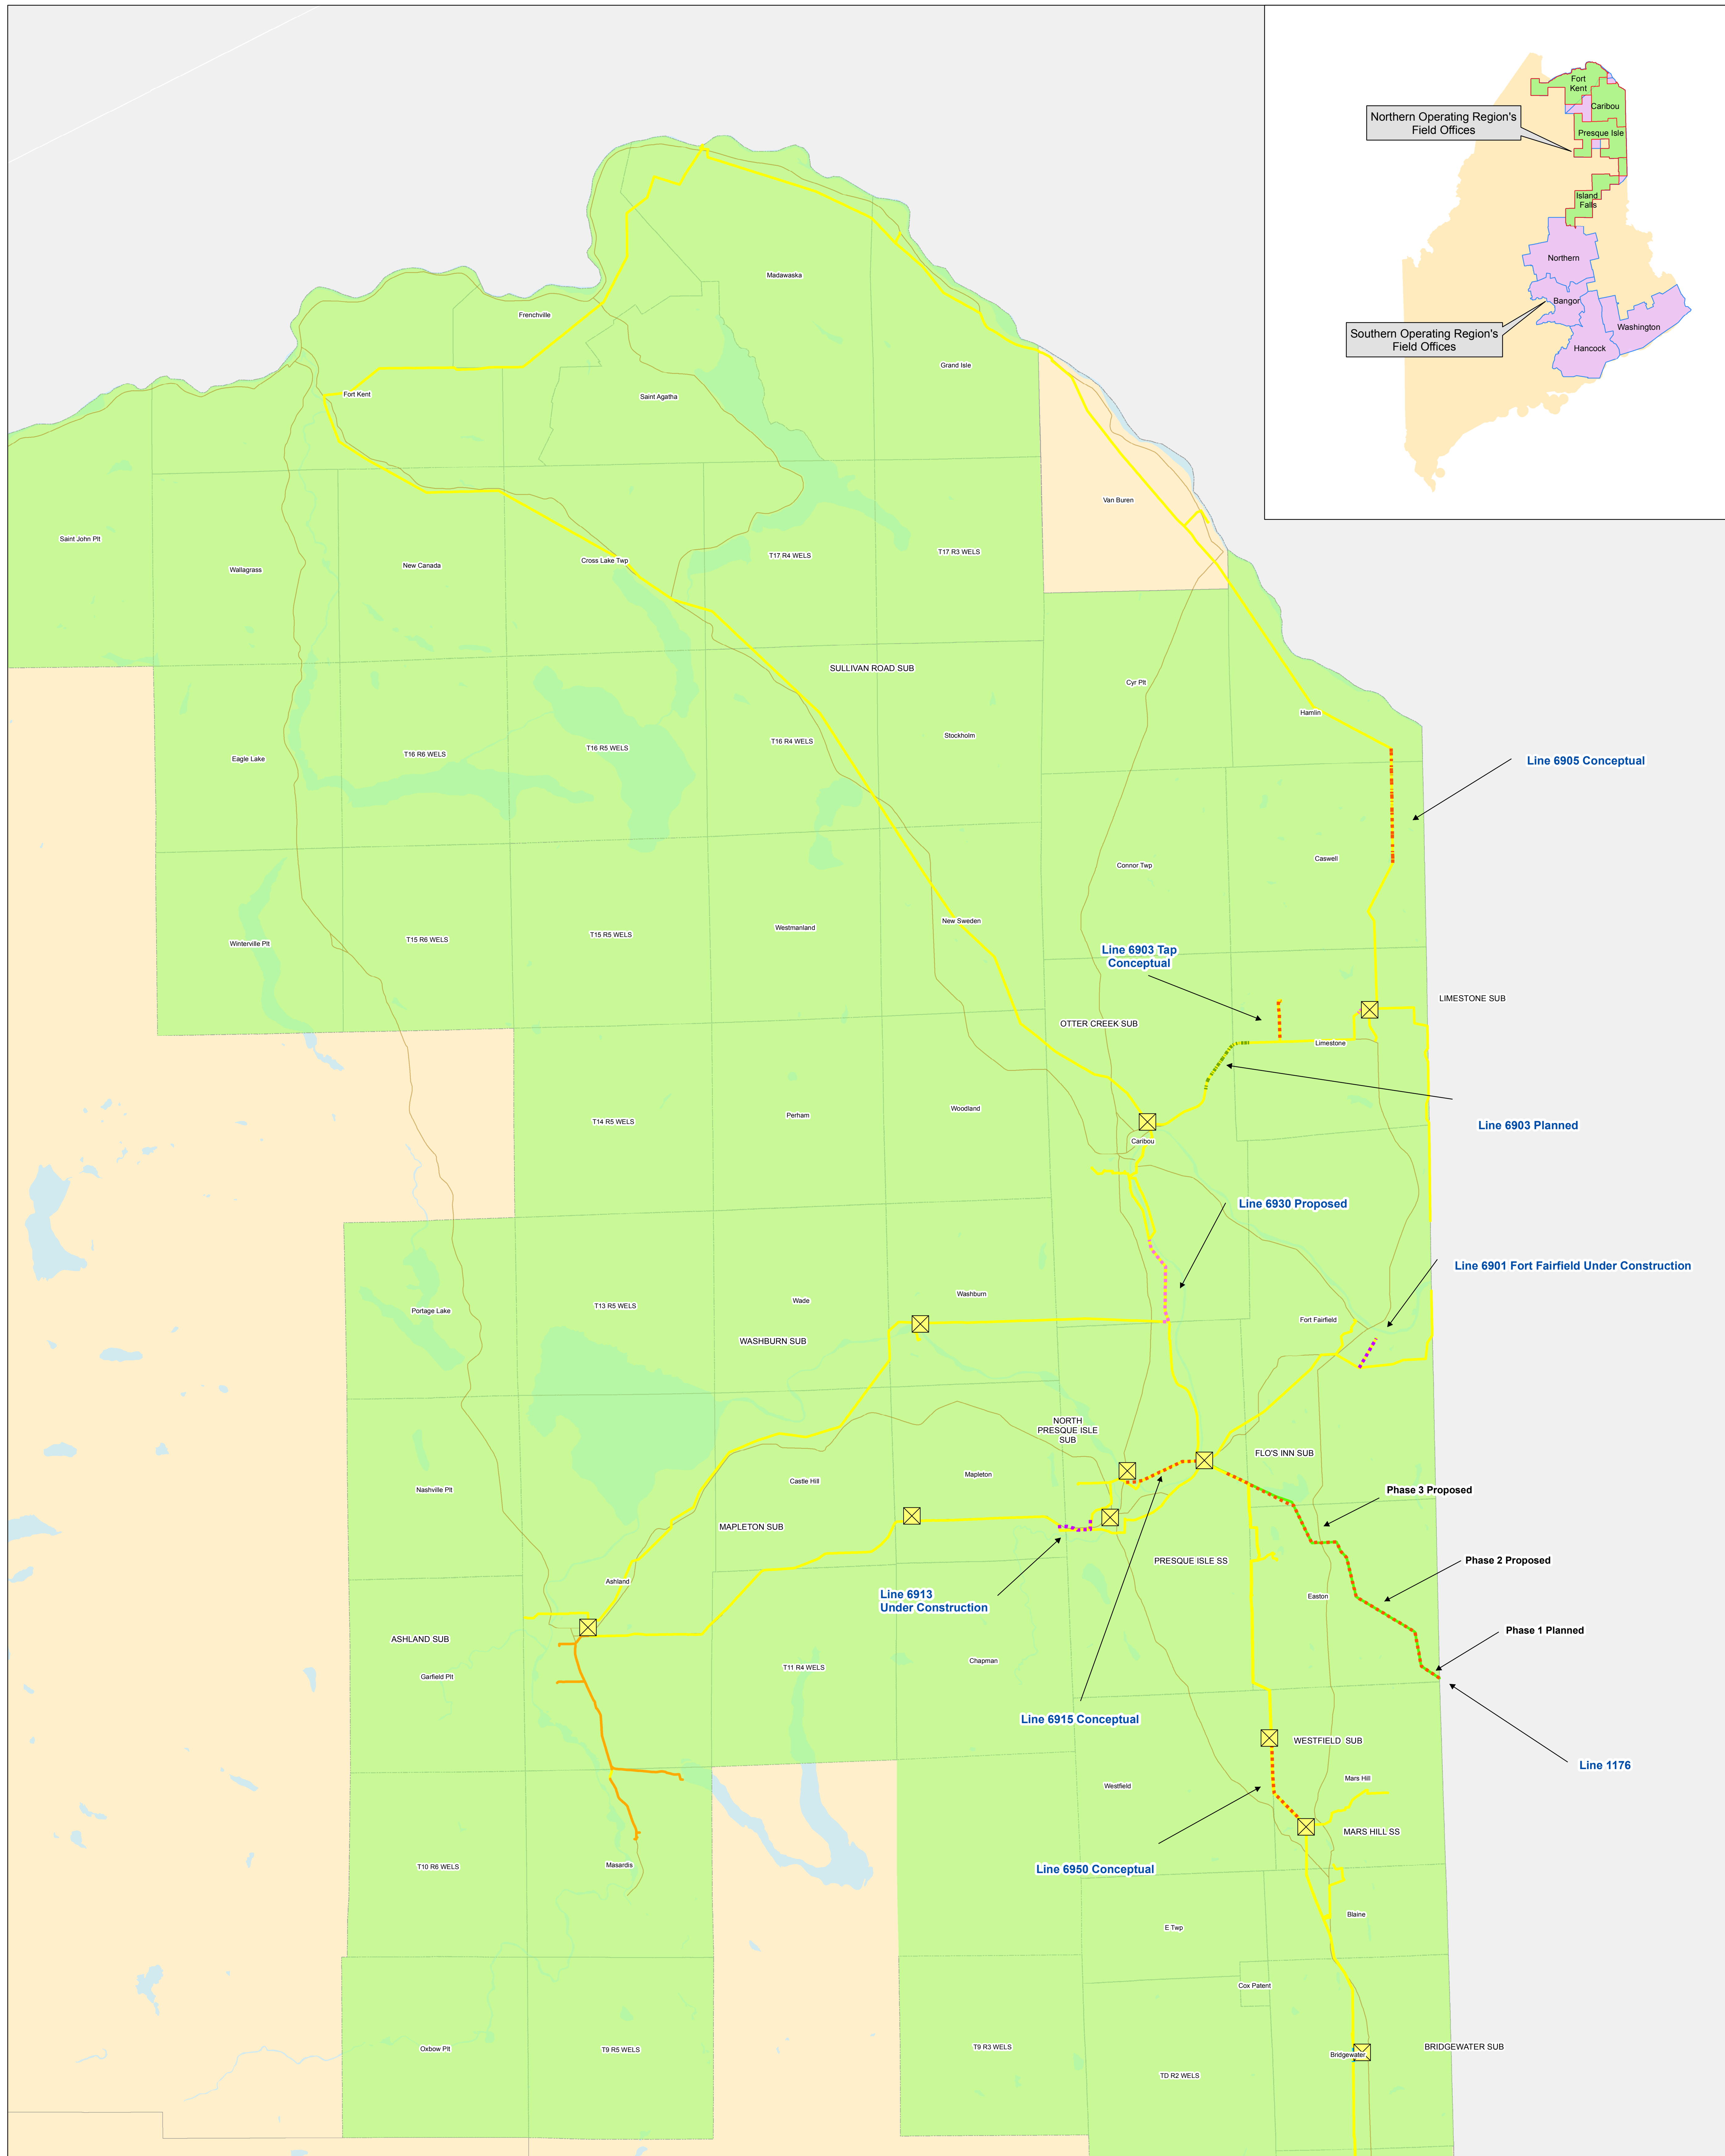 Fort
Kent
Caribou
Northern Operating Region's
Field Offices
Presque Isle
Island
Falls
Northern
Bangor
Southern Operating Region's
Field Offices
Washington
Hancock
Madawaska
Frenchville
Grand Isle
Fort Kent
Saint Agatha
Van Buren
Saint John Plt
Wallagrass
New Canada
Cross Lake Twp
T17 R4 WELS
T17 R3 WELS
SULLIVAN ROAD SUB
Cyr Plt
Hamlin
Eagle Lake
T16 R6 WELS
T16 R5 WELS
T16 R4 WELS
Stockholm
Line 6905 Conceptual
Connor Twp
Caswell
Winterville Plt
T15 R6 WELS
T15 R5 WELS
Westmanland
New Sweden
Line 6903 Tap
Conceptual
LIMESTONE SUB
OTTER CREEK SUB
Limestone
T14 R5 WELS
Perham
Woodland
Line 6903 Planned
Caribou
Line 6930 Proposed
Line 6901 Fort Fairfield Under Construction
Portage Lake
T13 R5 WELS
Wade
Washburn
Fort Fairfield
WASHBURN SUB
NORTH
PRESQUE ISLE
SUB
FLO'S INN SUB
Nashville Plt
Castle Hill
Mapleton
Phase 3 Proposed
MAPLETON SUB
PRESQUE ISLE SS
Phase 2 Proposed
Ashland
Line 6913
Under Construction
Easton
Phase 1 Planned
ASHLAND SUB
Garfield Plt
T11 R4 WELS
Chapman
Line 6915 Conceptual
WESTFIELD SUB
Line 1176
Westfield
Mars Hill
MARS HILL SS
T10 R6 WELS
Masardis
Line 6950 Conceptual
Blaine
E Twp
Cox Patent
Oxbow Plt
T9 R5 WELS
T9 R3 WELS
Bridgewater
BRIDGEWATER SUB
TD R2 WELS